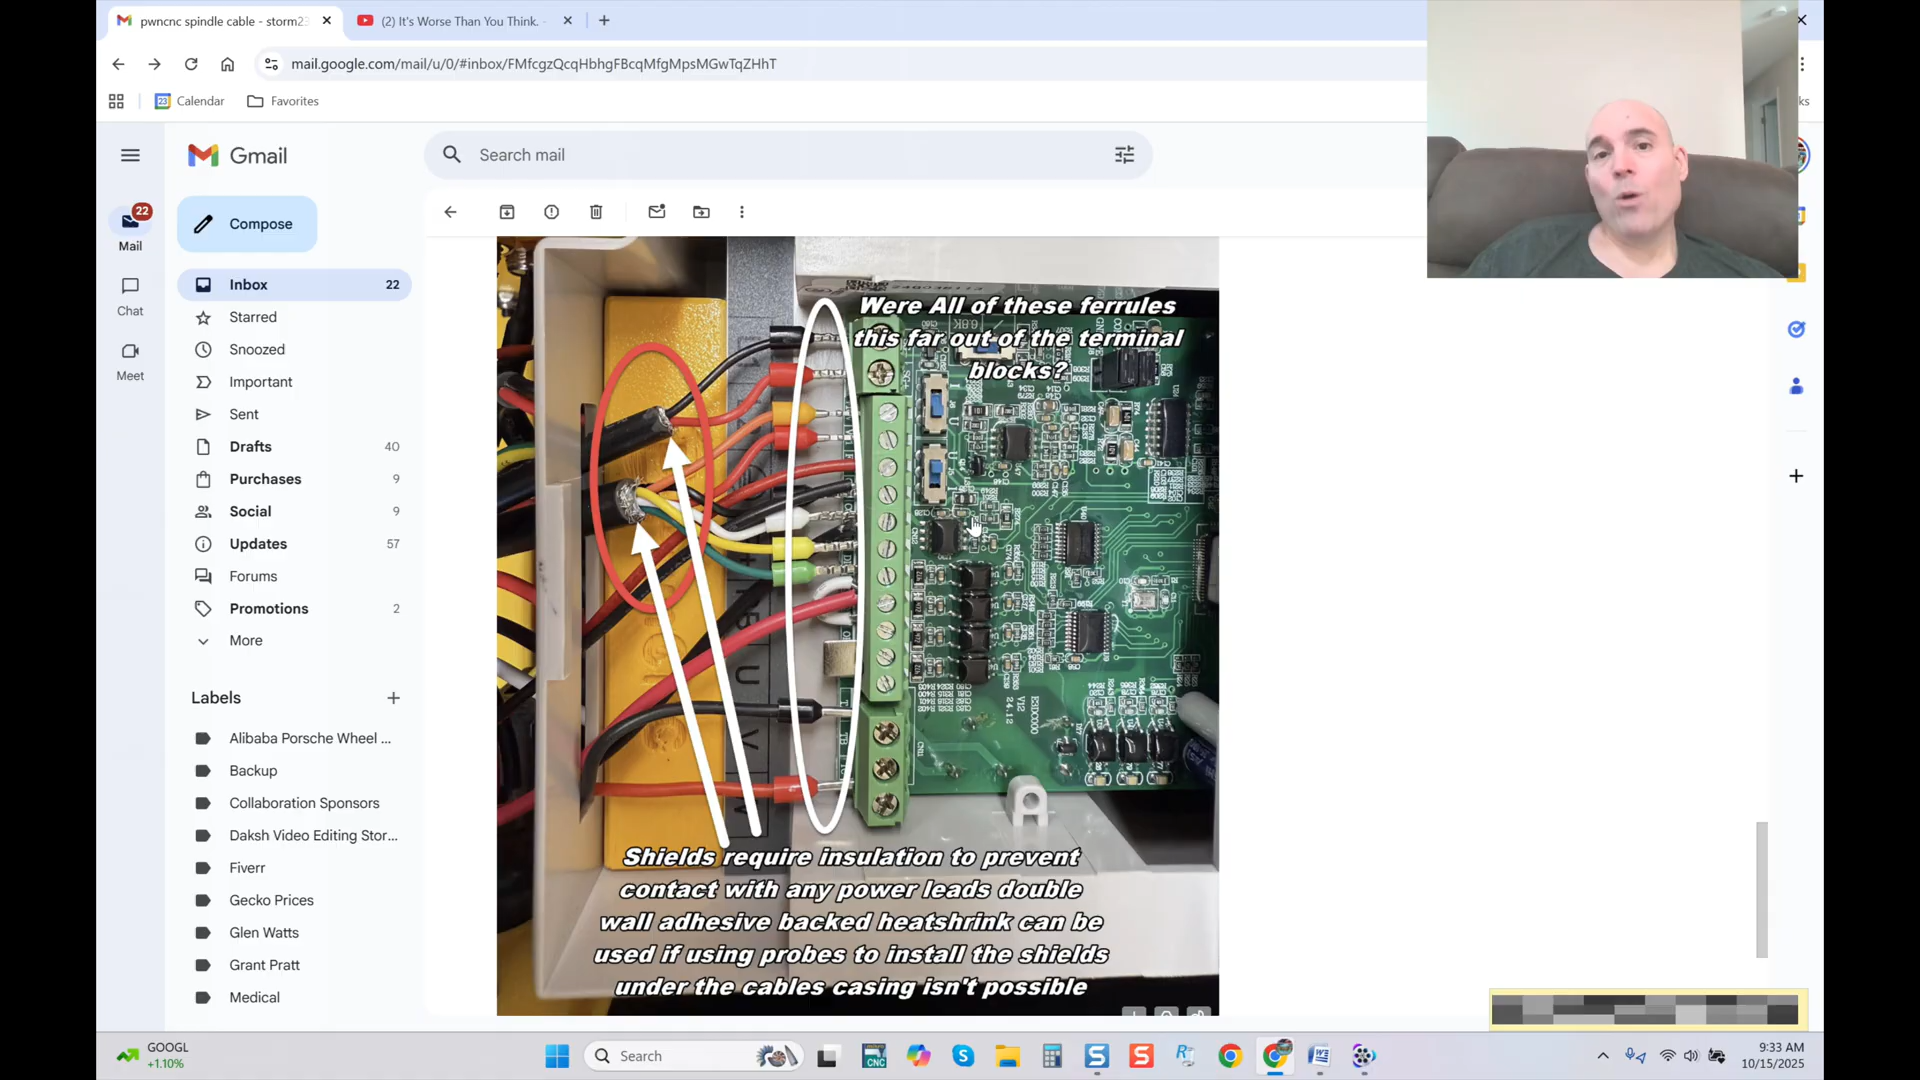 pwncnc spindle cable - storm23
(2) It's Worse Than You Think. -
mail.google.com/mail/u/0/#inbox/FMfcgzQcqHbhgFBcqMfgMpsMGwTqZHhT
Calendar
Favorites
Gmail
Search mail
22
Mail
Chat
Meet
Compose
Inbox 22
Starred
Snoozed
Important
Sent
Drafts 40
Purchases 9
Social 9
Updates 57
Forums
Promotions 2
More
Labels
Alibaba Porsche Wheel ...
Backup
Collaboration Sponsors
Daksh Video Editing Stor...
Fiverr
Gecko Prices
Glen Watts
Grant Pratt
Medical
Were All of these ferrules
this far out of the terminal
blocks?
Shields require insulation to prevent
contact with any power leads double
wall adhesive backed heatshrink can be
used if using probes to install the shields
under the cables casing isn't possible
GOOGL
+1.10%
Search
9:33 AM
10/15/2025